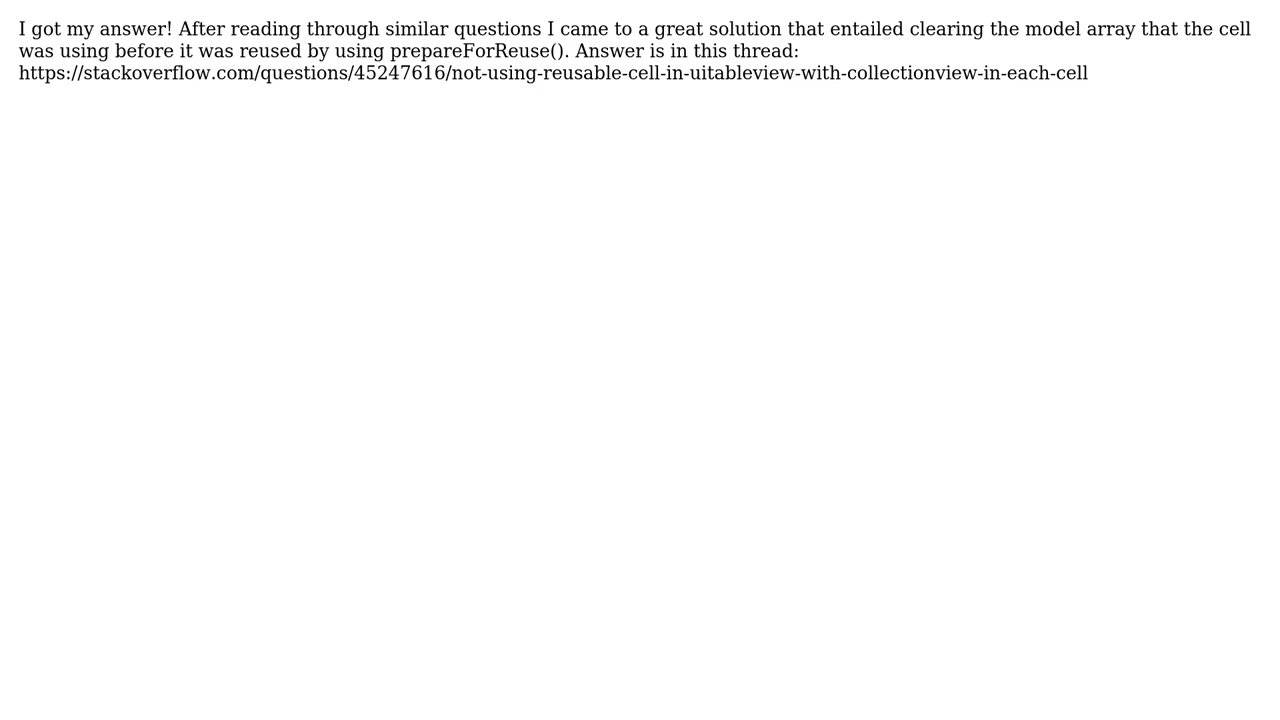 I got my answer! After reading through similar questions I came to a great solution that entailed clearing the model array that the cell
was using before it was reused by using prepareForReuse(). Answer is in this thread:
https://stackoverflow.com/questions/45247616/not-using-reusable-cell-in-uitableview-with-collectionview-in-each-cell